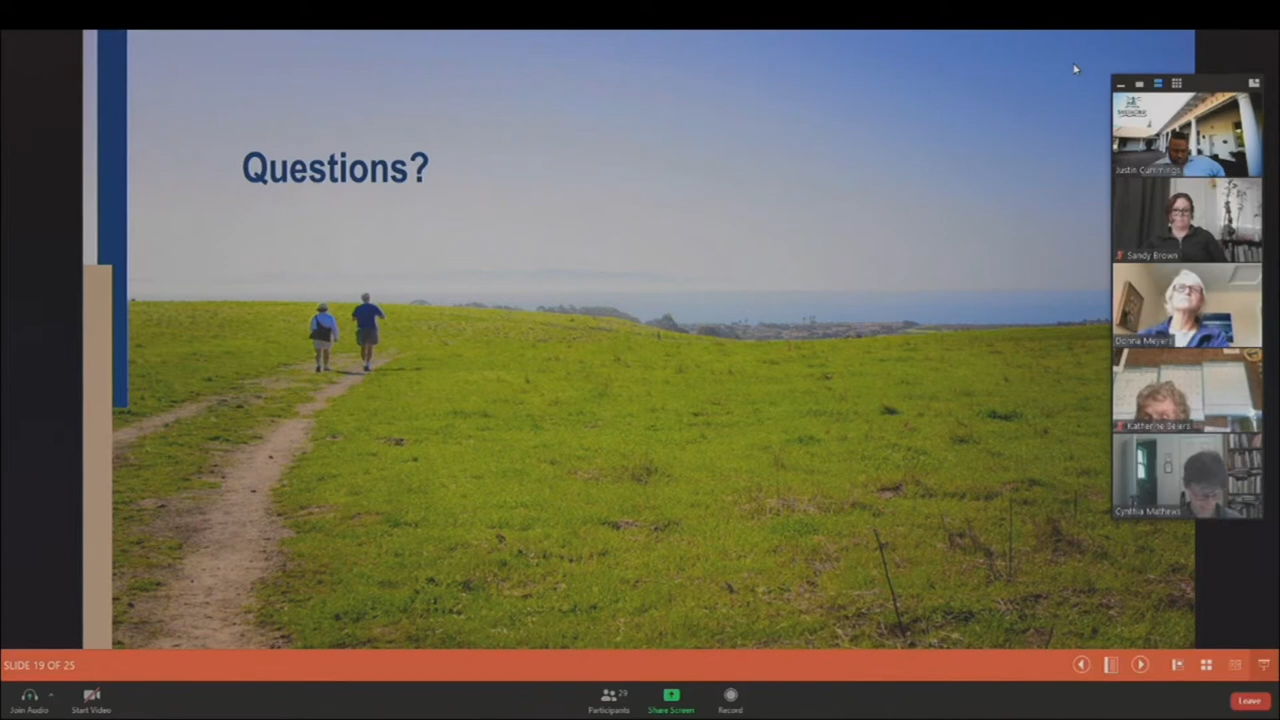 Questions?
Justin Cummings
Sandy Brown
Donna Meyers
Katherine Beiers
Cynthia Mathews
SLIDE 19 OF 25
Join Audio
Start Video
29
Participants
Share Screen
Record
Leave